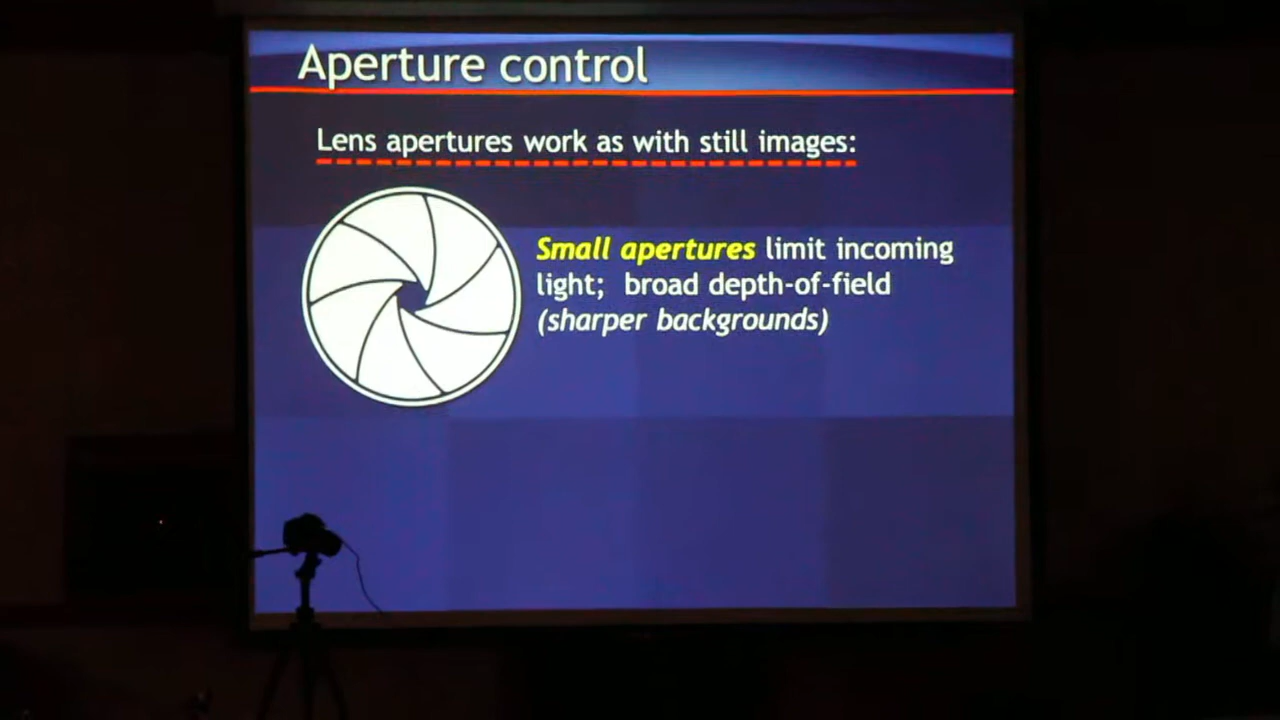 Aperture control
Lens apertures work as with still images:
Small apertures limit incoming
light; broad depth-of-field
(sharper backgrounds)